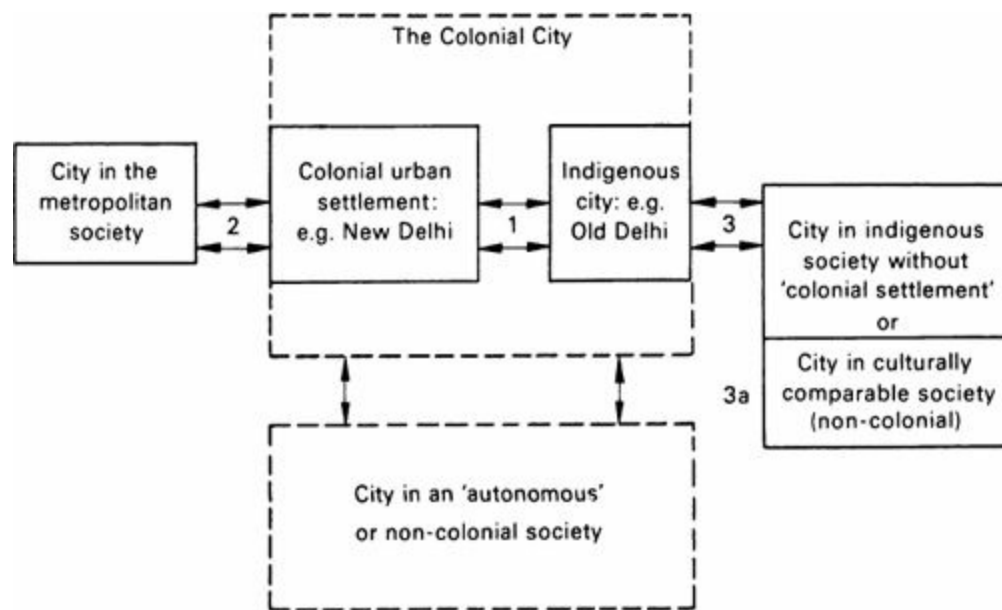 The Colonial City
City in the
metropolitan
society
2
Colonial urban
settlement:
e.g. New Delhi
1
Indigenous
city: e.g.
Old Delhi
3
City in indigenous
society without
'colonial settlement'
or
3a
City in culturally
comparable society
(non-colonial)
City in an 'autonomous'
or non-colonial society